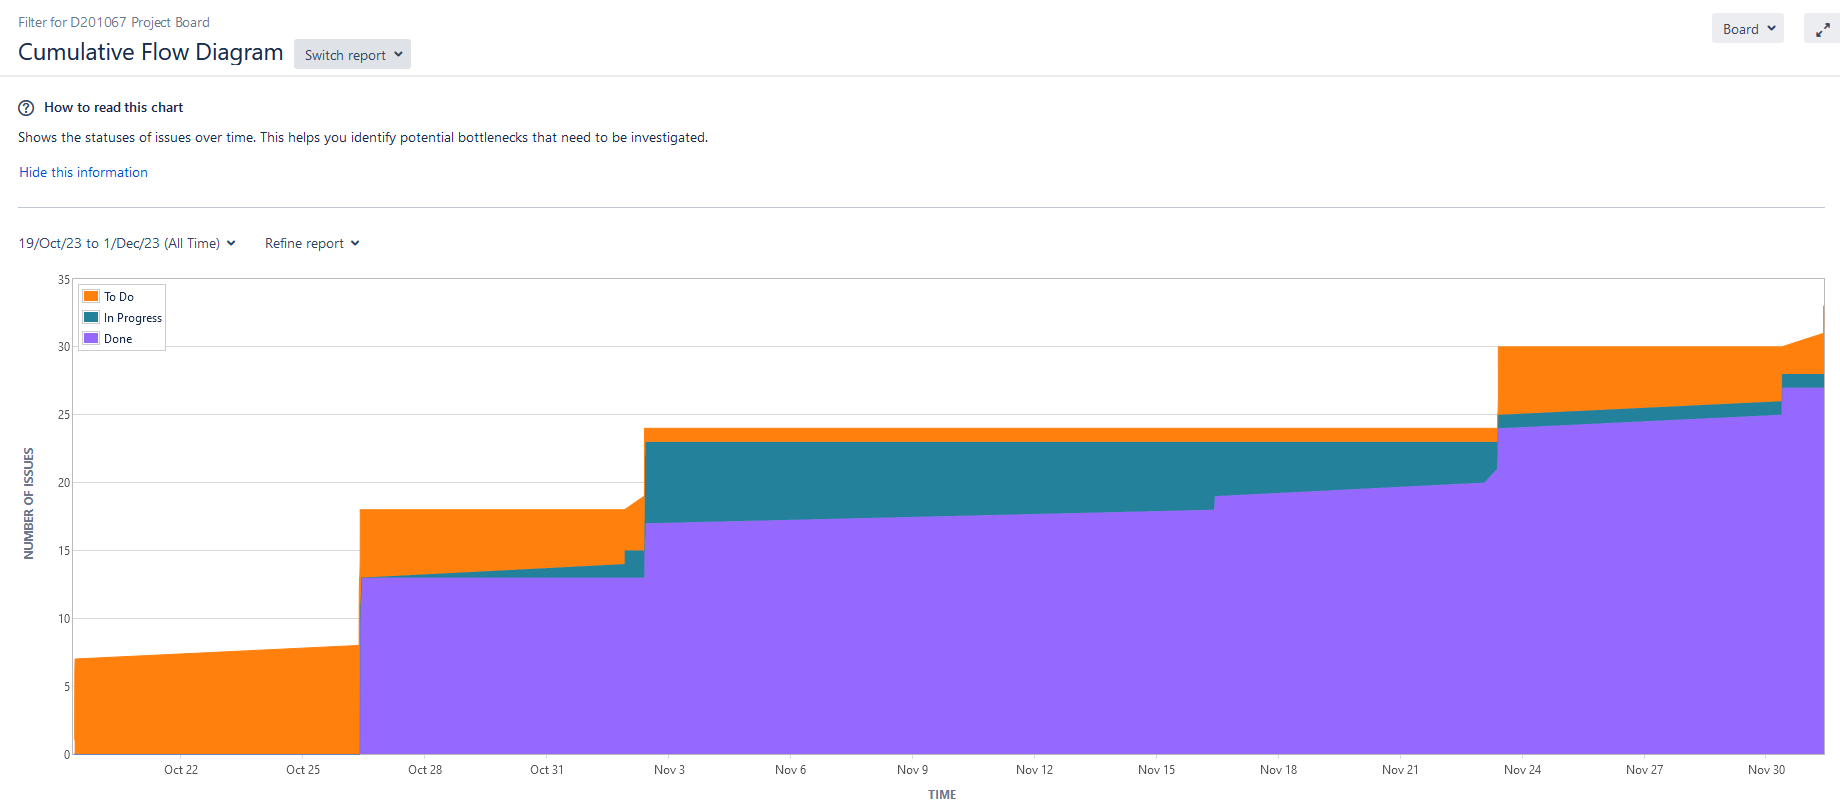 Filter for D201067 Project Board
Cumulative Flow Diagram
Switch report
Board
How to read this chart
Shows the statuses of issues over time. This helps you identify potential bottlenecks that need to be investigated.
Hide this information
19/Oct/23 to 1/Dec/23 (All Time)
Refine report
To Do
In Progress
Done
35
30
25
20
15
10
5
0
NUMBER OF ISSUES
Oct 22
Oct 25
Oct 28
Oct 31
Nov 3
Nov 6
Nov 9
Nov 12
Nov 15
Nov 18
Nov 21
Nov 24
Nov 27
Nov 30
TIME